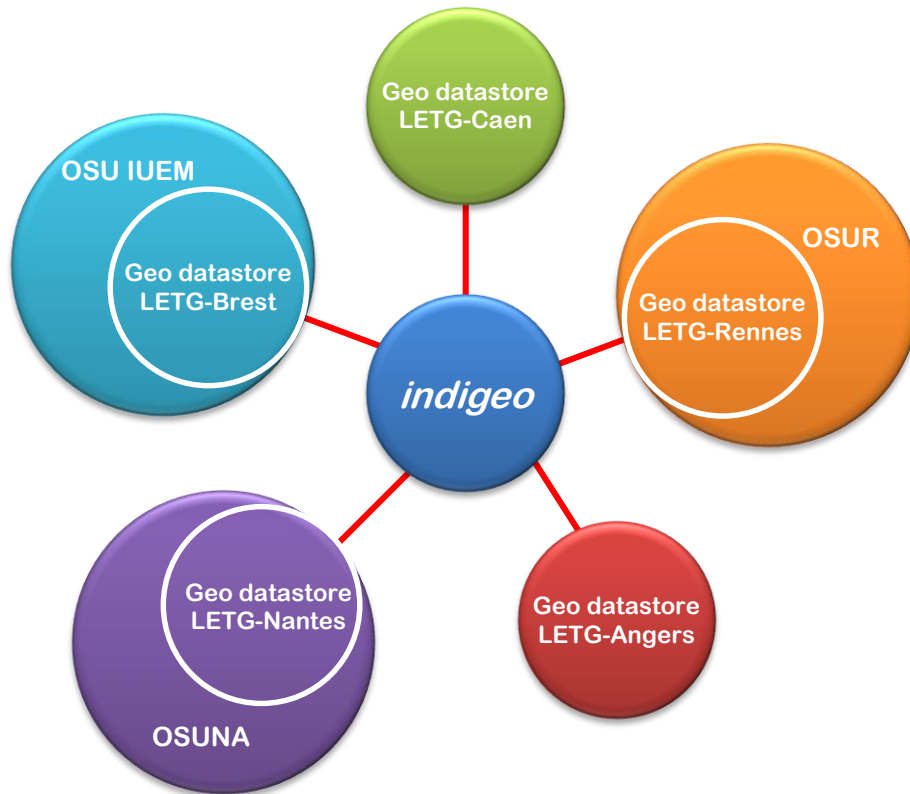 Geo datastore
LETG-Caen
OSU IUEM
Geo datastore
LETG-Brest
OSUR
Geo datastore
LETG-Rennes
indigeo
Geo datastore
LETG-Nantes
OSUNA
Geo datastore
LETG-Angers